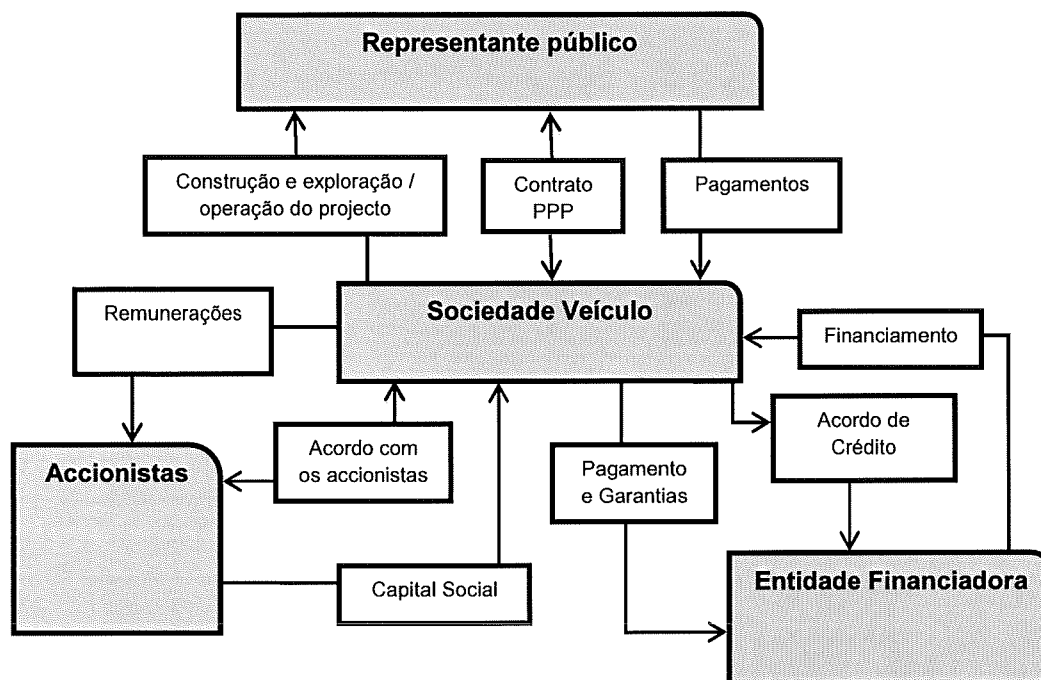 Representante público
Construção e exploração /
operação do projecto
Contrato
PPP
Pagamentos
Remunerações
Sociedade Veículo
Financiamento
Acordo com
os accionistas
Accionistas
Pagamento
e Garantias
Acordo de
Crédito
Capital Social
Entidade Financiadora